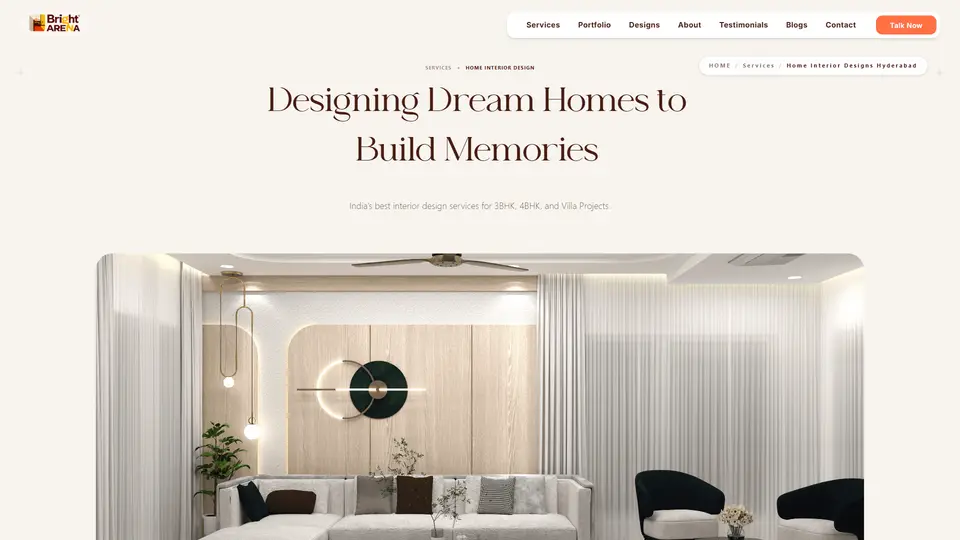 Bright
ARENA
Services Portfolio Designs About Testimonials Blogs Contact Talk Now
SERVICES • HOME INTERIOR DESIGN
HOME / Services / Home Interior Designs Hyderabad
Designing Dream Homes to
Build Memories
India's best interior design services for 3BHK, 4BHK, and Villa Projects.